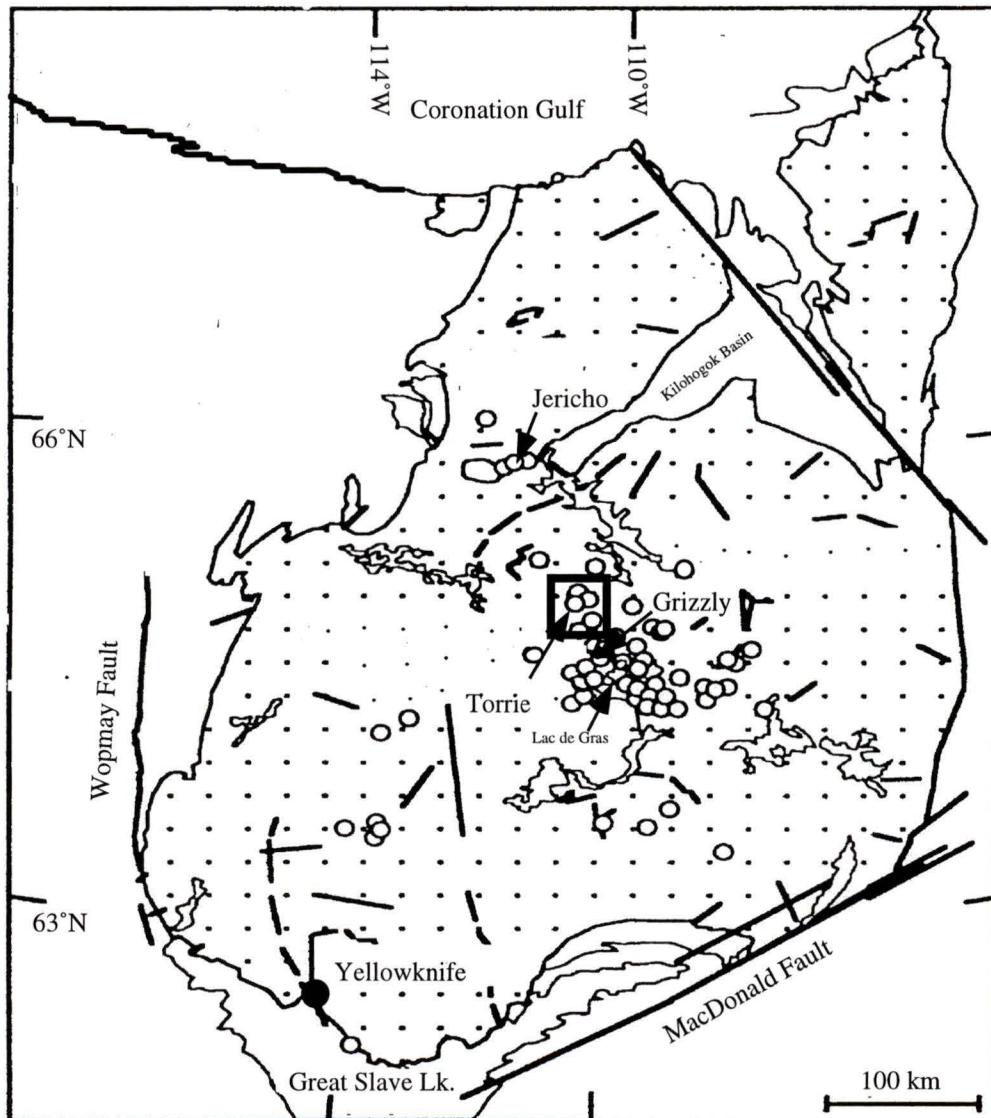 114˚W
110˚W
Coronation Gulf
Kilohogok Basin
Jericho
66˚N
Grizzly
Torrie
Lac de Gras
Wopmay Fault
63˚N
Yellowknife
MacDonald Fault
Great Slave Lk.
100 km